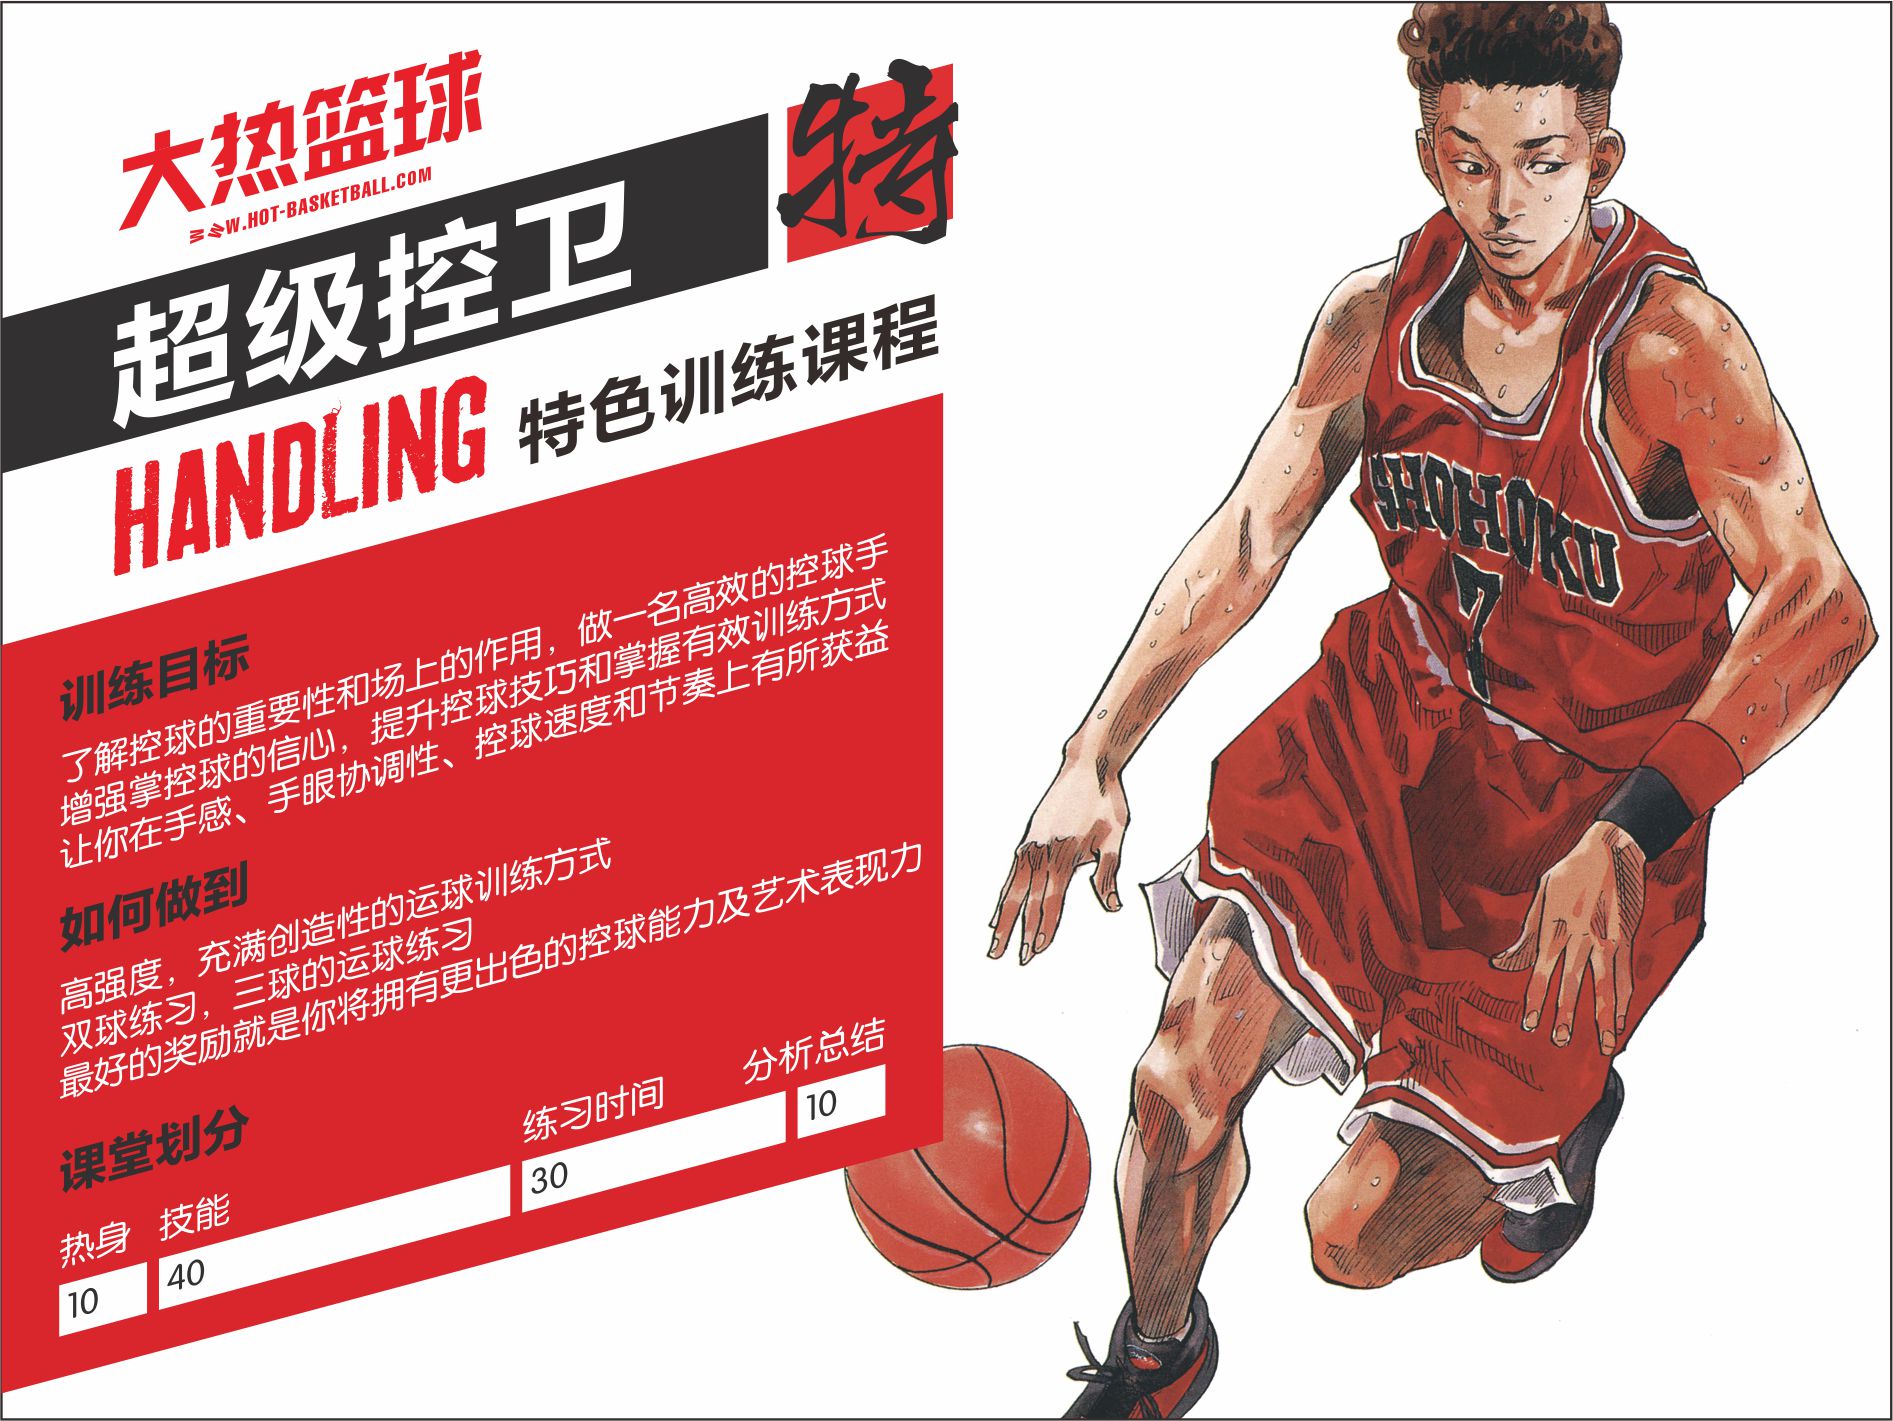 大热篮球
WWW.HOT-BASKETBALL.COM
超级控卫
特
HANDLING
特色训练课程
训练目标
了解控球的重要性和场上的作用，做一名高效的控球手
增强掌控球的信心，提升控球技巧和掌握有效训练方式
让你在手感、手眼协调性、控球速度和节奏上有所获益
如何做到
高强度，充满创造性的运球训练方式
双球练习，三球的运球练习
最好的奖励就是你将拥有更出色的控球能力及艺术表现力
课堂划分
热身 技能 练习时间 分析总结
10 40 30 10
SHOHOKU
7